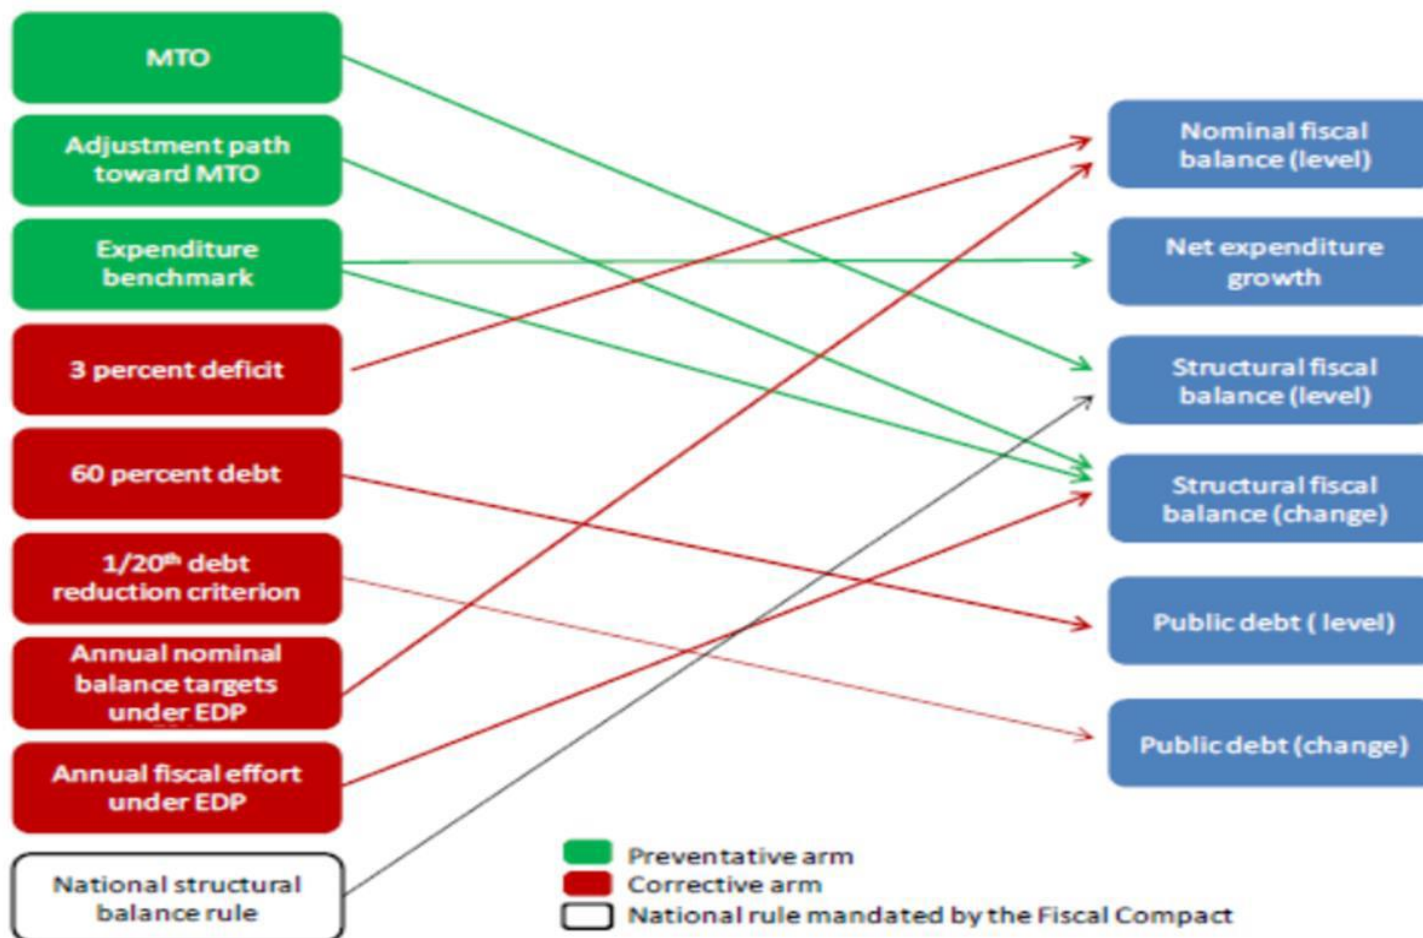 MTO
Adjustment path
toward MTO
Expenditure
benchmark
3 percent deficit
60 percent debt
1/20th debt
reduction criterion
Annual nominal
balance targets
under EDP
Annual fiscal effort
under EDP
National structural
balance rule
Nominal fiscal
balance (level)
Net expenditure
growth
Structural fiscal
balance (level)
Structural fiscal
balance (change)
Public debt ( level)
Public debt (change)
Preventative arm
Corrective arm
National rule mandated by the Fiscal Compact